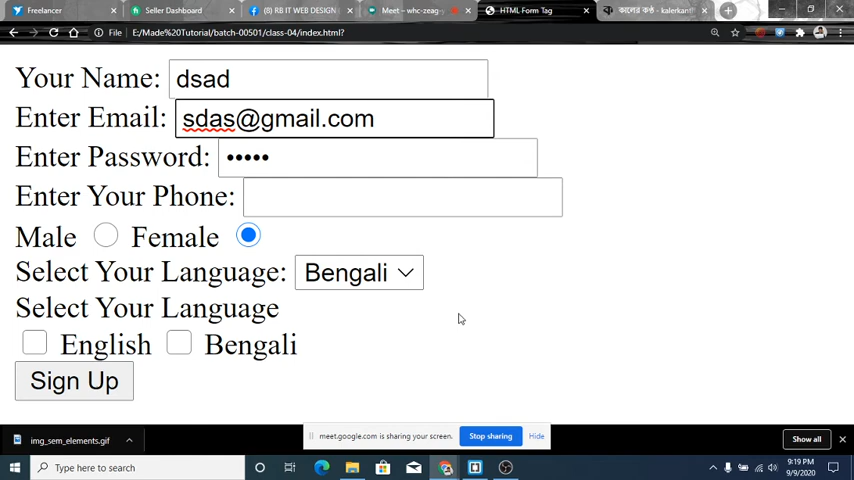 Freelancer
Seller Dashboard
(8) RB IT WEB DESIGN
Meet – whc-zeag-
HTML Form Tag
File E:/Made%20Tutorial/batch-00501/class-04/index.html?
Your Name: dsad
Enter Email: sdas@gmail.com
Enter Password: •••••
Enter Your Phone:
Male Female
Select Your Language: Bengali
Select Your Language
English Bengali
Sign Up
img_sem_elements.gif
meet.google.com is sharing your screen. Stop sharing Hide
Show all
Type here to search
9:19 PM
9/9/2020